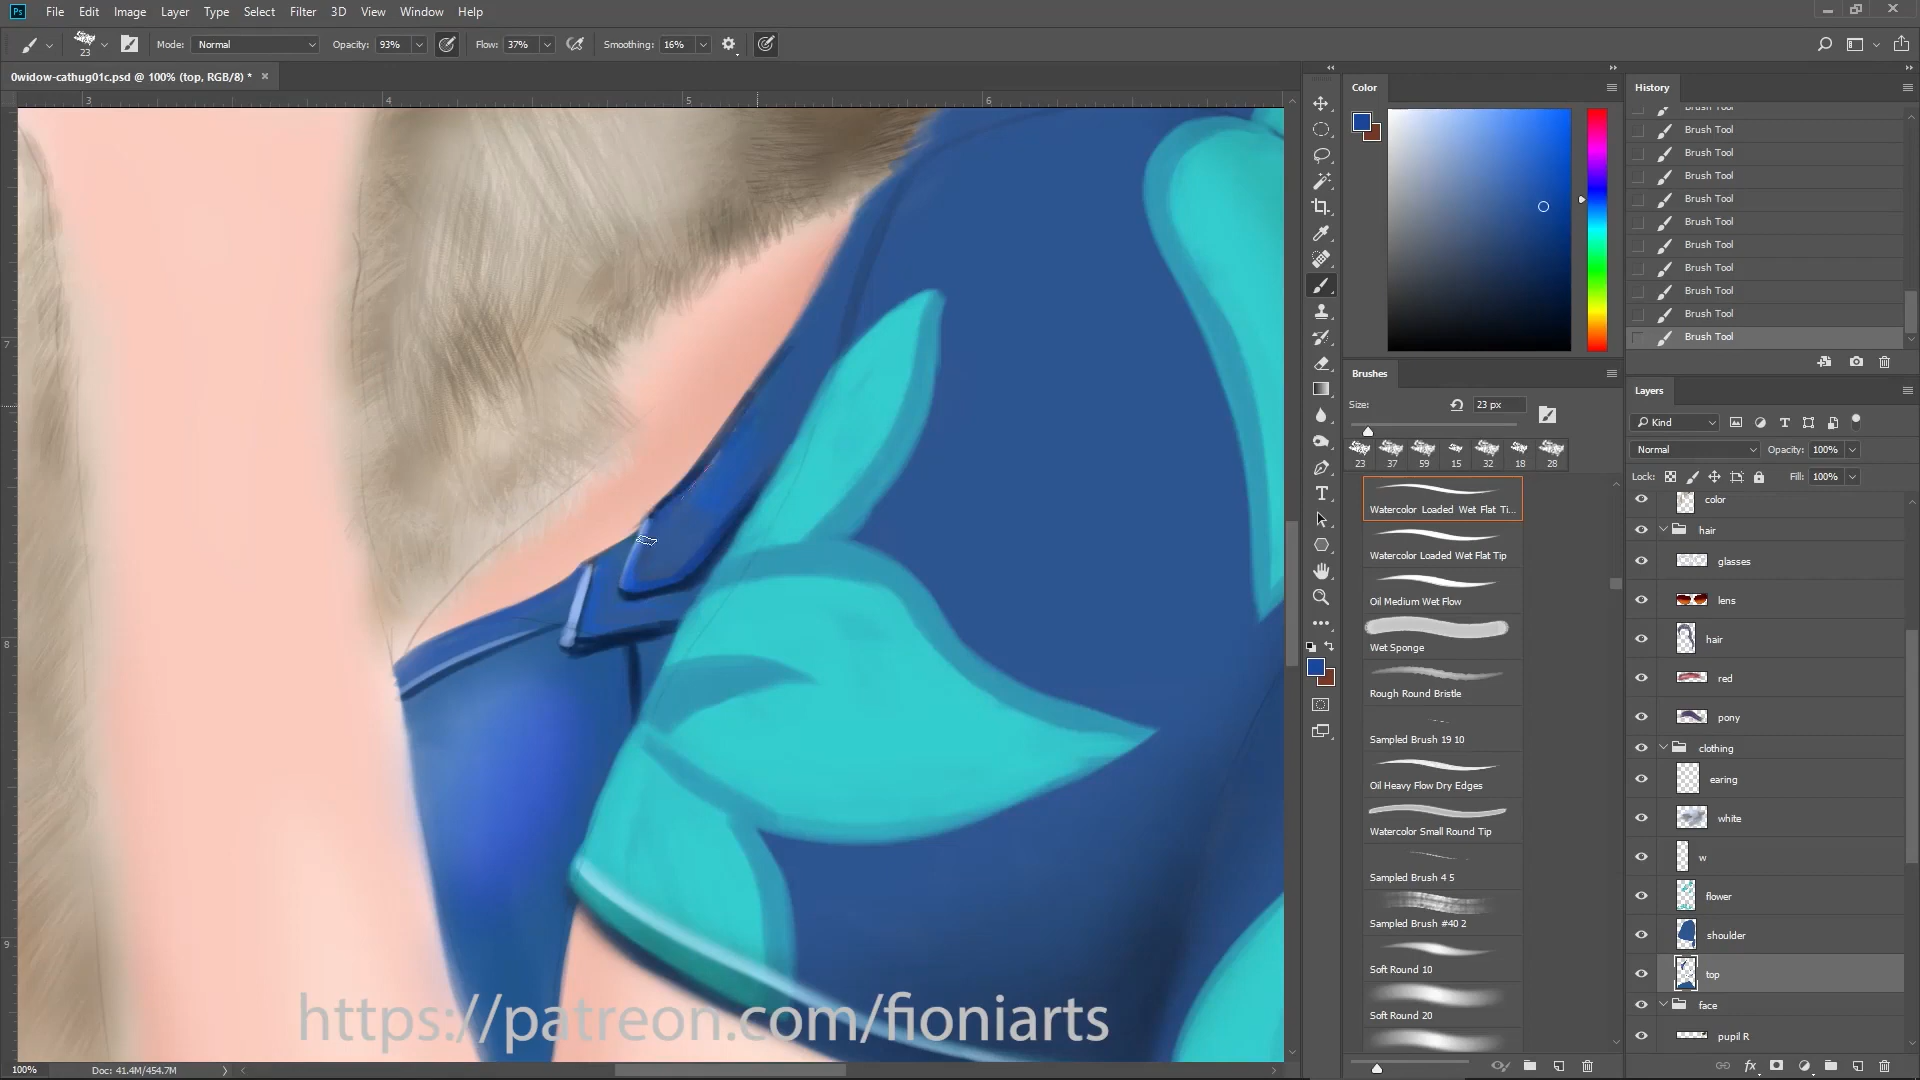 Ps File Edit Image Layer Type Select Filter 3D View Window Help
23 Mode: Normal Opacity: 93% Flow: 37% Smoothing: 16%
0widow-cathug01c.psd @ 100% (top, RGB/8) *
3 4 5 6
7
8
9
https://patreon.com/fioniarts
100% Doc: 41.4M/454.7M
Color
Brushes
Size: 23 px
23 37 59 15 32 18 28
Watercolor Loaded Wet Flat Ti...
Watercolor Loaded Wet Flat Tip
Oil Medium Wet Flow
Wet Sponge
Rough Round Bristle
Sampled Brush 19 10
Oil Heavy Flow Dry Edges
Watercolor Small Round Tip
Sampled Brush 4 5
Sampled Brush #40 2
Soft Round 10
Soft Round 20
History
Brush Tool
Brush Tool
Brush Tool
Brush Tool
Brush Tool
Brush Tool
Brush Tool
Brush Tool
Brush Tool
Brush Tool
Brush Tool
Layers
Kind
Normal Opacity: 100%
Lock: Fill: 100%
color
hair
glasses
lens
hair
red
pony
clothing
earing
white
w
flower
shoulder
top
face
pupil R
fx